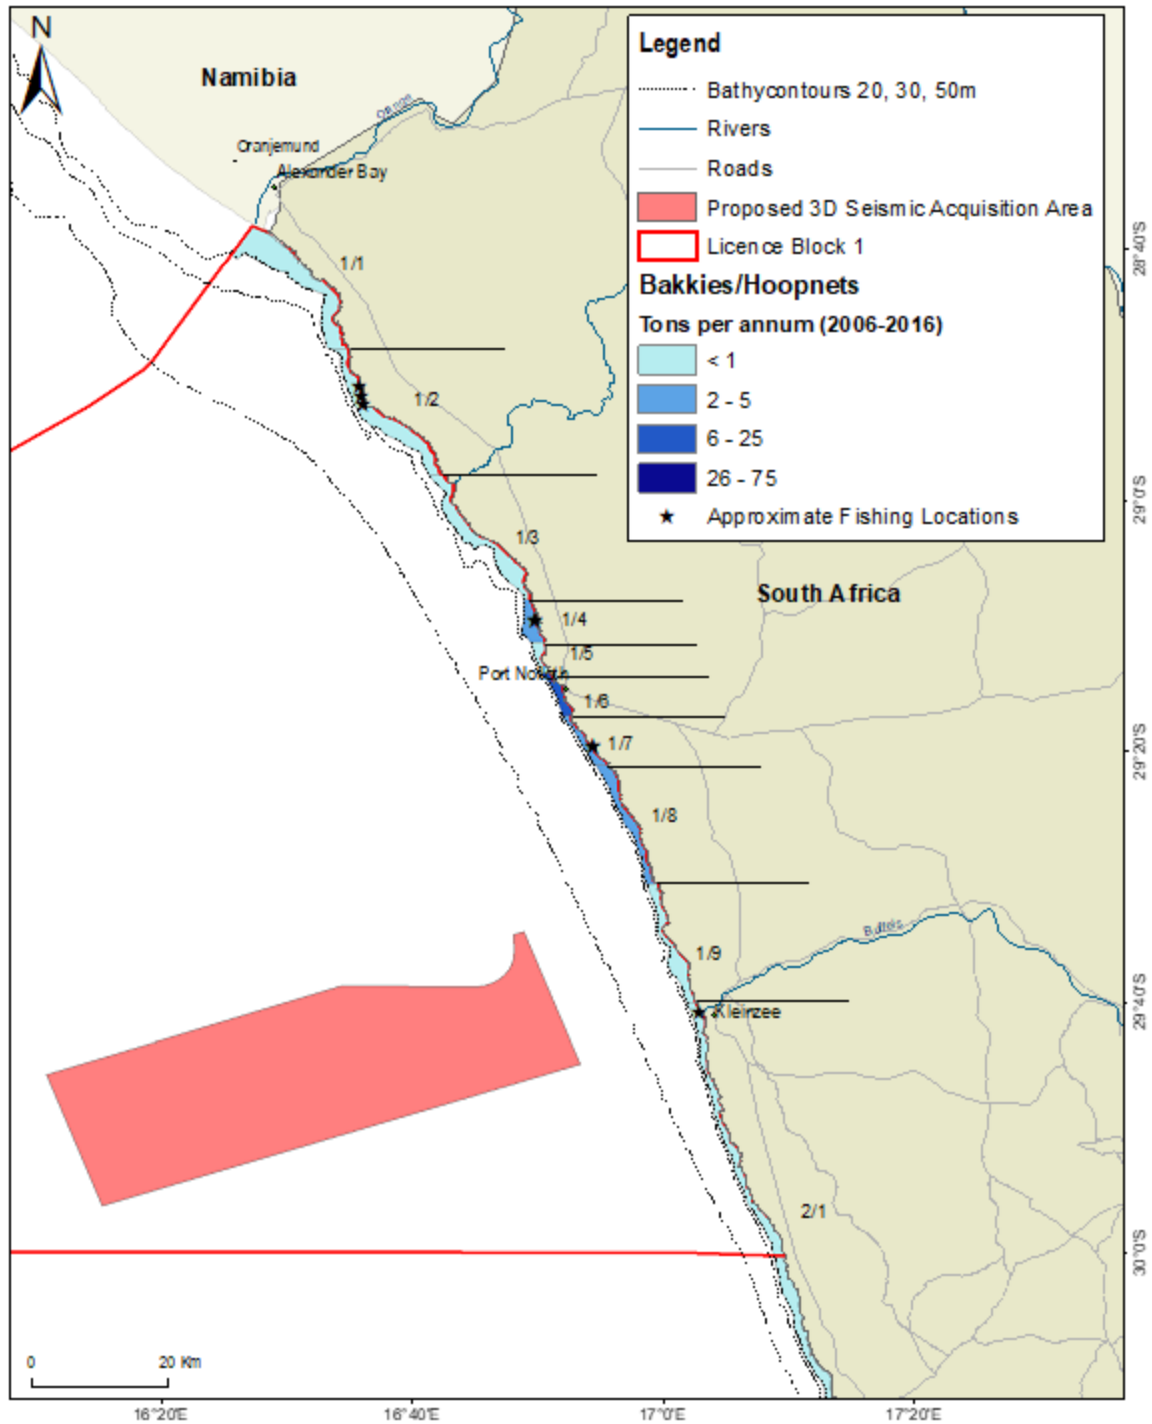 N
Namibia
Orange
Oranjemund
Alexander Bay
Legend
Bathycontours 20, 30, 50m
Rivers
Roads
Proposed 3D Seismic Acquisition Area
Licence Block 1
Bakkies/Hoopnets
Tons per annum (2006-2016)
< 1
2 - 5
6 - 25
26 - 75
Approximate Fishing Locations
1/1
1/2
1/3
South Africa
1/4
1/5
Port Nolloth
1/6
1/7
1/8
Buffels
1/9
Kleinzee
2/1
0 20 Km
28°40'S
29°0'S
29°20'S
29°40'S
30°0'S
16°20'E
16°40'E
17°0'E
17°20'E